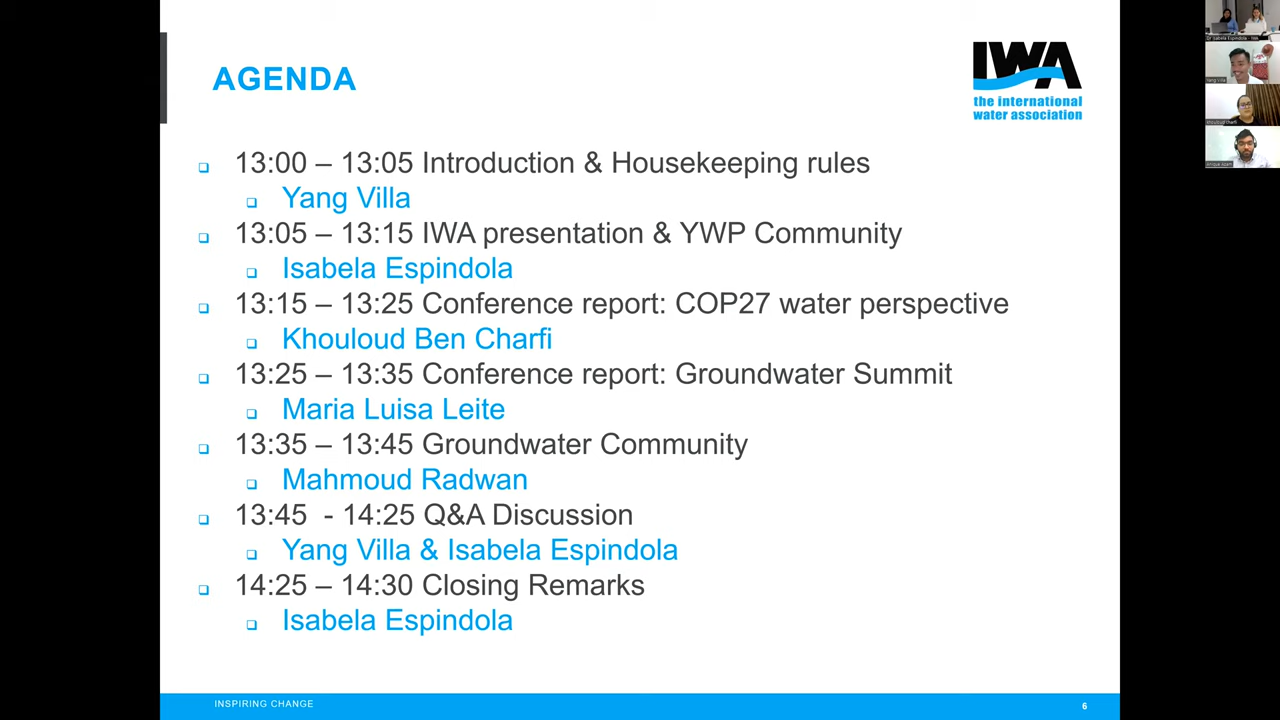 AGENDA
IWA
the international
water association
13:00 – 13:05 Introduction & Housekeeping rules
Yang Villa
13:05 – 13:15 IWA presentation & YWP Community
Isabela Espindola
13:15 – 13:25 Conference report: COP27 water perspective
Khouloud Ben Charfi
13:25 – 13:35 Conference report: Groundwater Summit
Maria Luisa Leite
13:35 – 13:45 Groundwater Community
Mahmoud Radwan
13:45 - 14:25 Q&A Discussion
Yang Villa & Isabela Espindola
14:25 – 14:30 Closing Remarks
Isabela Espindola
INSPIRING CHANGE
6
Yang Villa